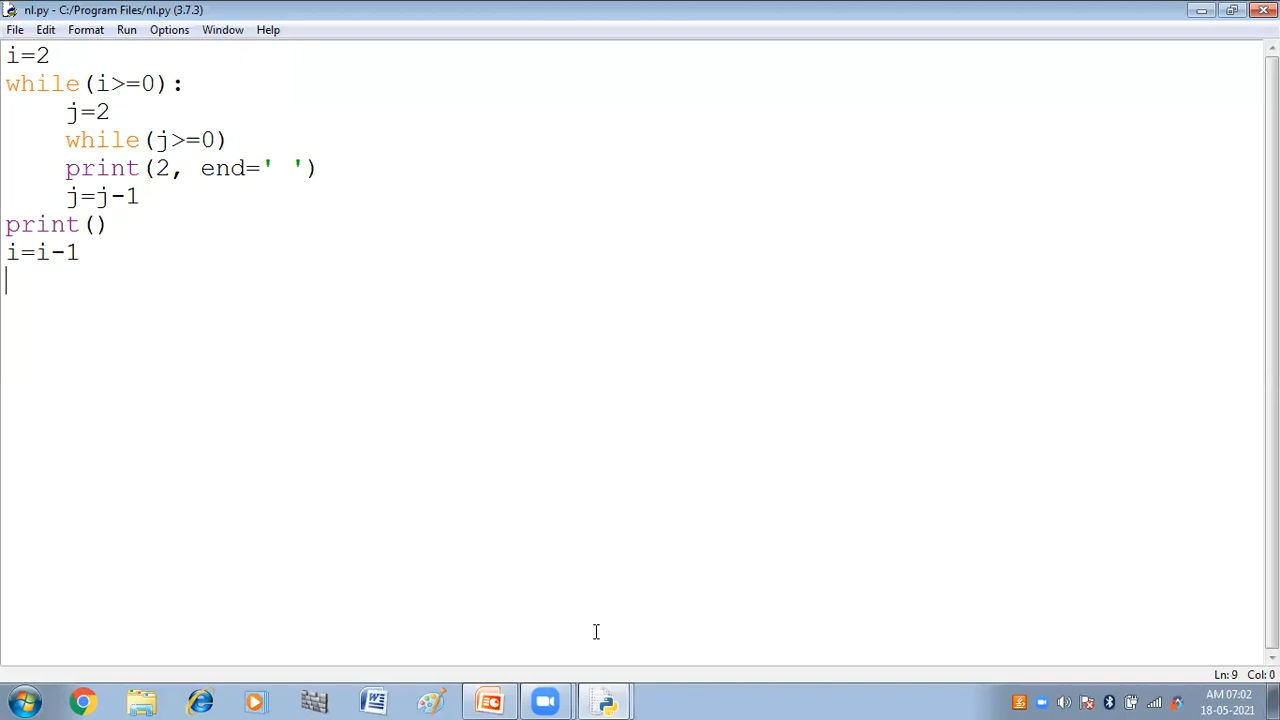 nl.py - C:/Program Files/nl.py (3.7.3)
File Edit Format Run Options Window Help
i=2
while(i>=0):
    j=2
    while(j>=0)
    print(2, end=' ')
    j=j-1
print()
i=i-1
Ln: 9 Col: 0
AM 07:02
18-05-2021